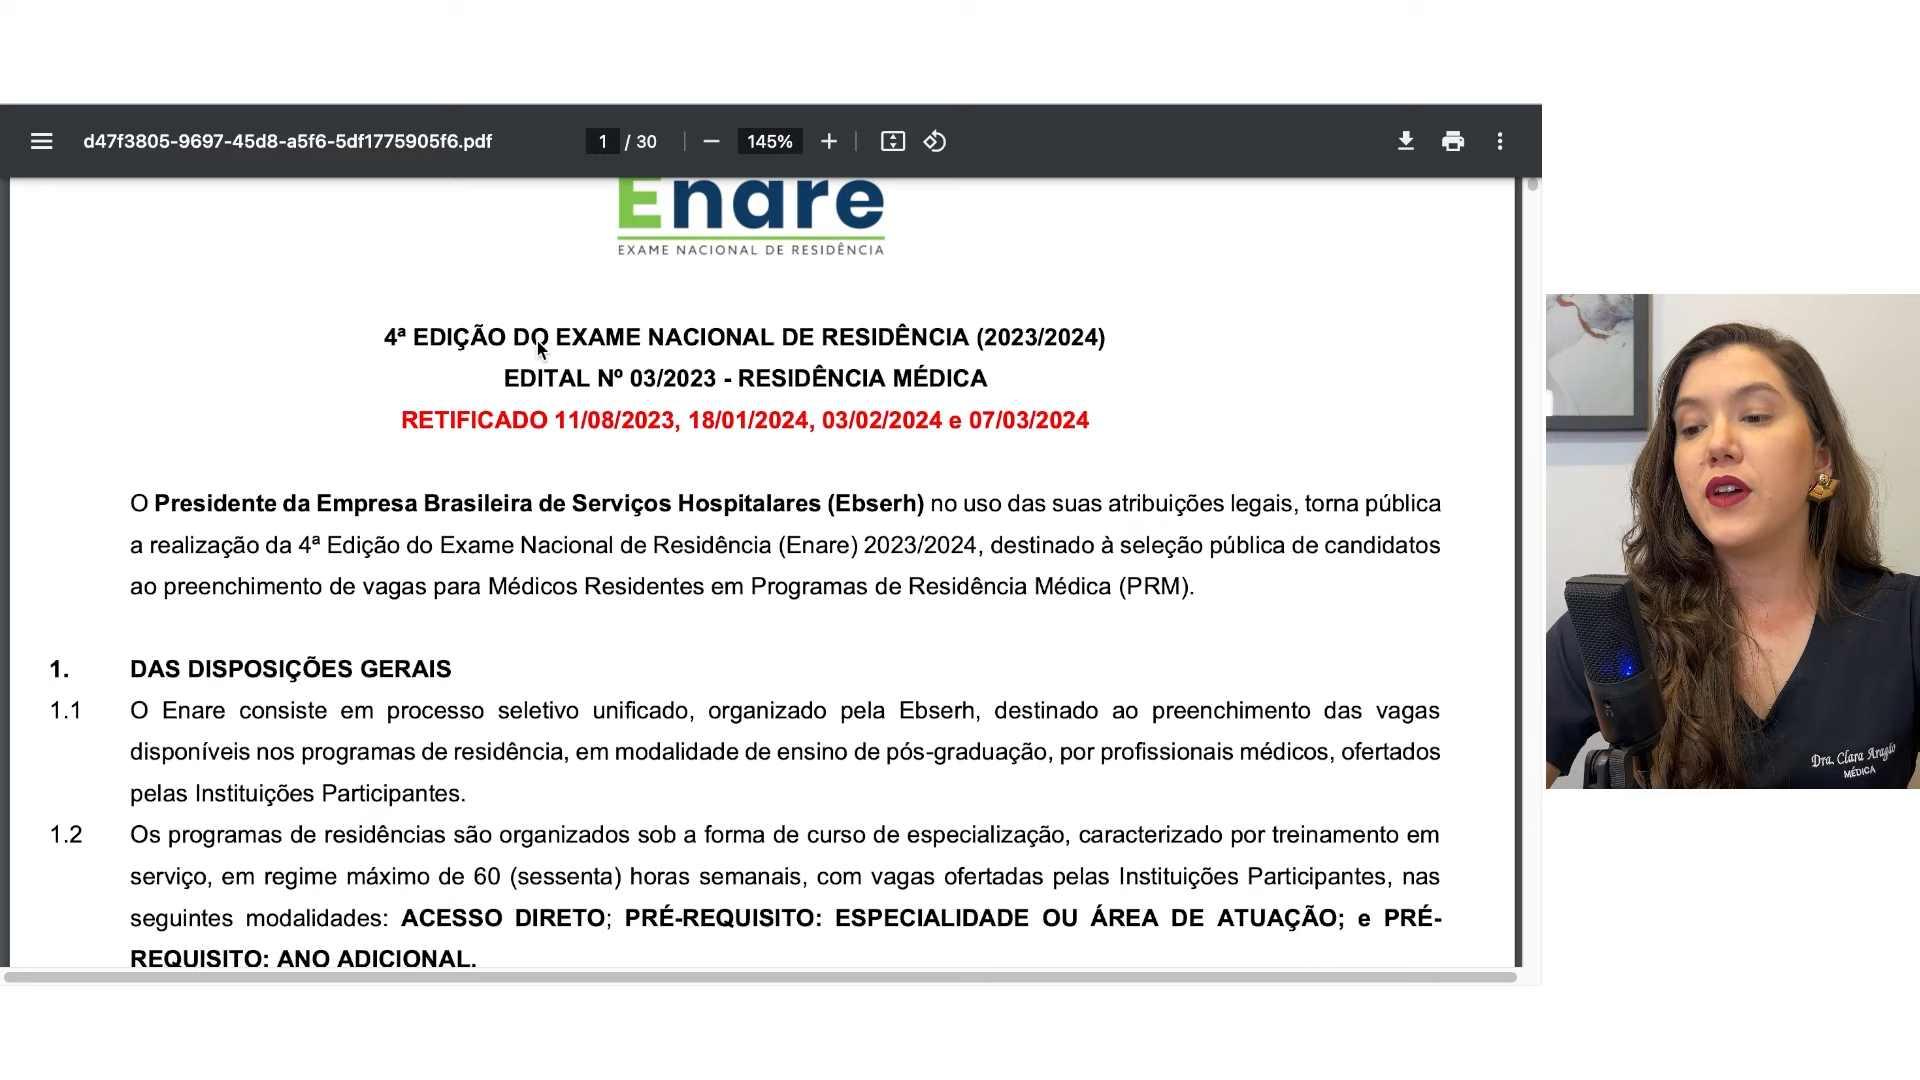 d47f3805-9697-45d8-a5f6-5df1775905f6.pdf
1 / 30
145%
Enare
EXAME NACIONAL DE RESIDÊNCIA
4ª EDIÇÃO DO EXAME NACIONAL DE RESIDÊNCIA (2023/2024)
EDITAL Nº 03/2023 - RESIDÊNCIA MÉDICA
RETIFICADO 11/08/2023, 18/01/2024, 03/02/2024 e 07/03/2024
O Presidente da Empresa Brasileira de Serviços Hospitalares (Ebserh) no uso das suas atribuições legais, torna pública
a realização da 4ª Edição do Exame Nacional de Residência (Enare) 2023/2024, destinado à seleção pública de candidatos
ao preenchimento de vagas para Médicos Residentes em Programas de Residência Médica (PRM).
1. DAS DISPOSIÇÕES GERAIS
1.1 O Enare consiste em processo seletivo unificado, organizado pela Ebserh, destinado ao preenchimento das vagas
disponíveis nos programas de residência, em modalidade de ensino de pós-graduação, por profissionais médicos, ofertados
pelas Instituições Participantes.
1.2 Os programas de residências são organizados sob a forma de curso de especialização, caracterizado por treinamento em
serviço, em regime máximo de 60 (sessenta) horas semanais, com vagas ofertadas pelas Instituições Participantes, nas
seguintes modalidades: ACESSO DIRETO; PRÉ-REQUISITO: ESPECIALIDADE OU ÁREA DE ATUAÇÃO; e PRÉ-
REQUISITO: ANO ADICIONAL.
Dra. Clara Aragão
MÉDICA